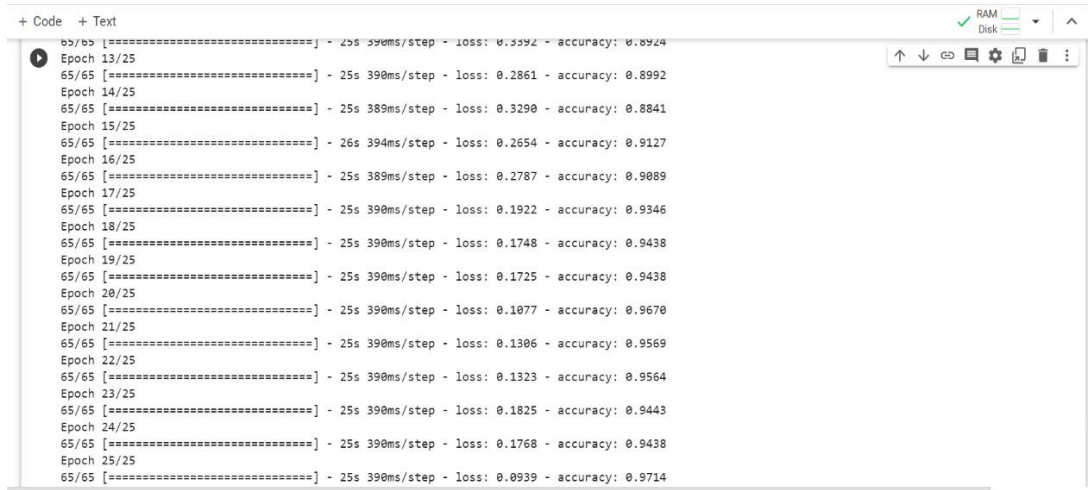 + Code + Text
RAM
Disk
65/65 [==============================] - 25s 390ms/step - loss: 0.3392 - accuracy: 0.8924
Epoch 13/25
65/65 [==============================] - 25s 390ms/step - loss: 0.2861 - accuracy: 0.8992
Epoch 14/25
65/65 [==============================] - 25s 389ms/step - loss: 0.3290 - accuracy: 0.8841
Epoch 15/25
65/65 [==============================] - 26s 394ms/step - loss: 0.2654 - accuracy: 0.9127
Epoch 16/25
65/65 [==============================] - 25s 389ms/step - loss: 0.2787 - accuracy: 0.9089
Epoch 17/25
65/65 [==============================] - 25s 390ms/step - loss: 0.1922 - accuracy: 0.9346
Epoch 18/25
65/65 [==============================] - 25s 390ms/step - loss: 0.1748 - accuracy: 0.9438
Epoch 19/25
65/65 [==============================] - 25s 390ms/step - loss: 0.1725 - accuracy: 0.9438
Epoch 20/25
65/65 [==============================] - 25s 390ms/step - loss: 0.1077 - accuracy: 0.9670
Epoch 21/25
65/65 [==============================] - 25s 390ms/step - loss: 0.1306 - accuracy: 0.9569
Epoch 22/25
65/65 [==============================] - 25s 390ms/step - loss: 0.1323 - accuracy: 0.9564
Epoch 23/25
65/65 [==============================] - 25s 390ms/step - loss: 0.1825 - accuracy: 0.9443
Epoch 24/25
65/65 [==============================] - 25s 390ms/step - loss: 0.1768 - accuracy: 0.9438
Epoch 25/25
65/65 [==============================] - 25s 390ms/step - loss: 0.0939 - accuracy: 0.9714